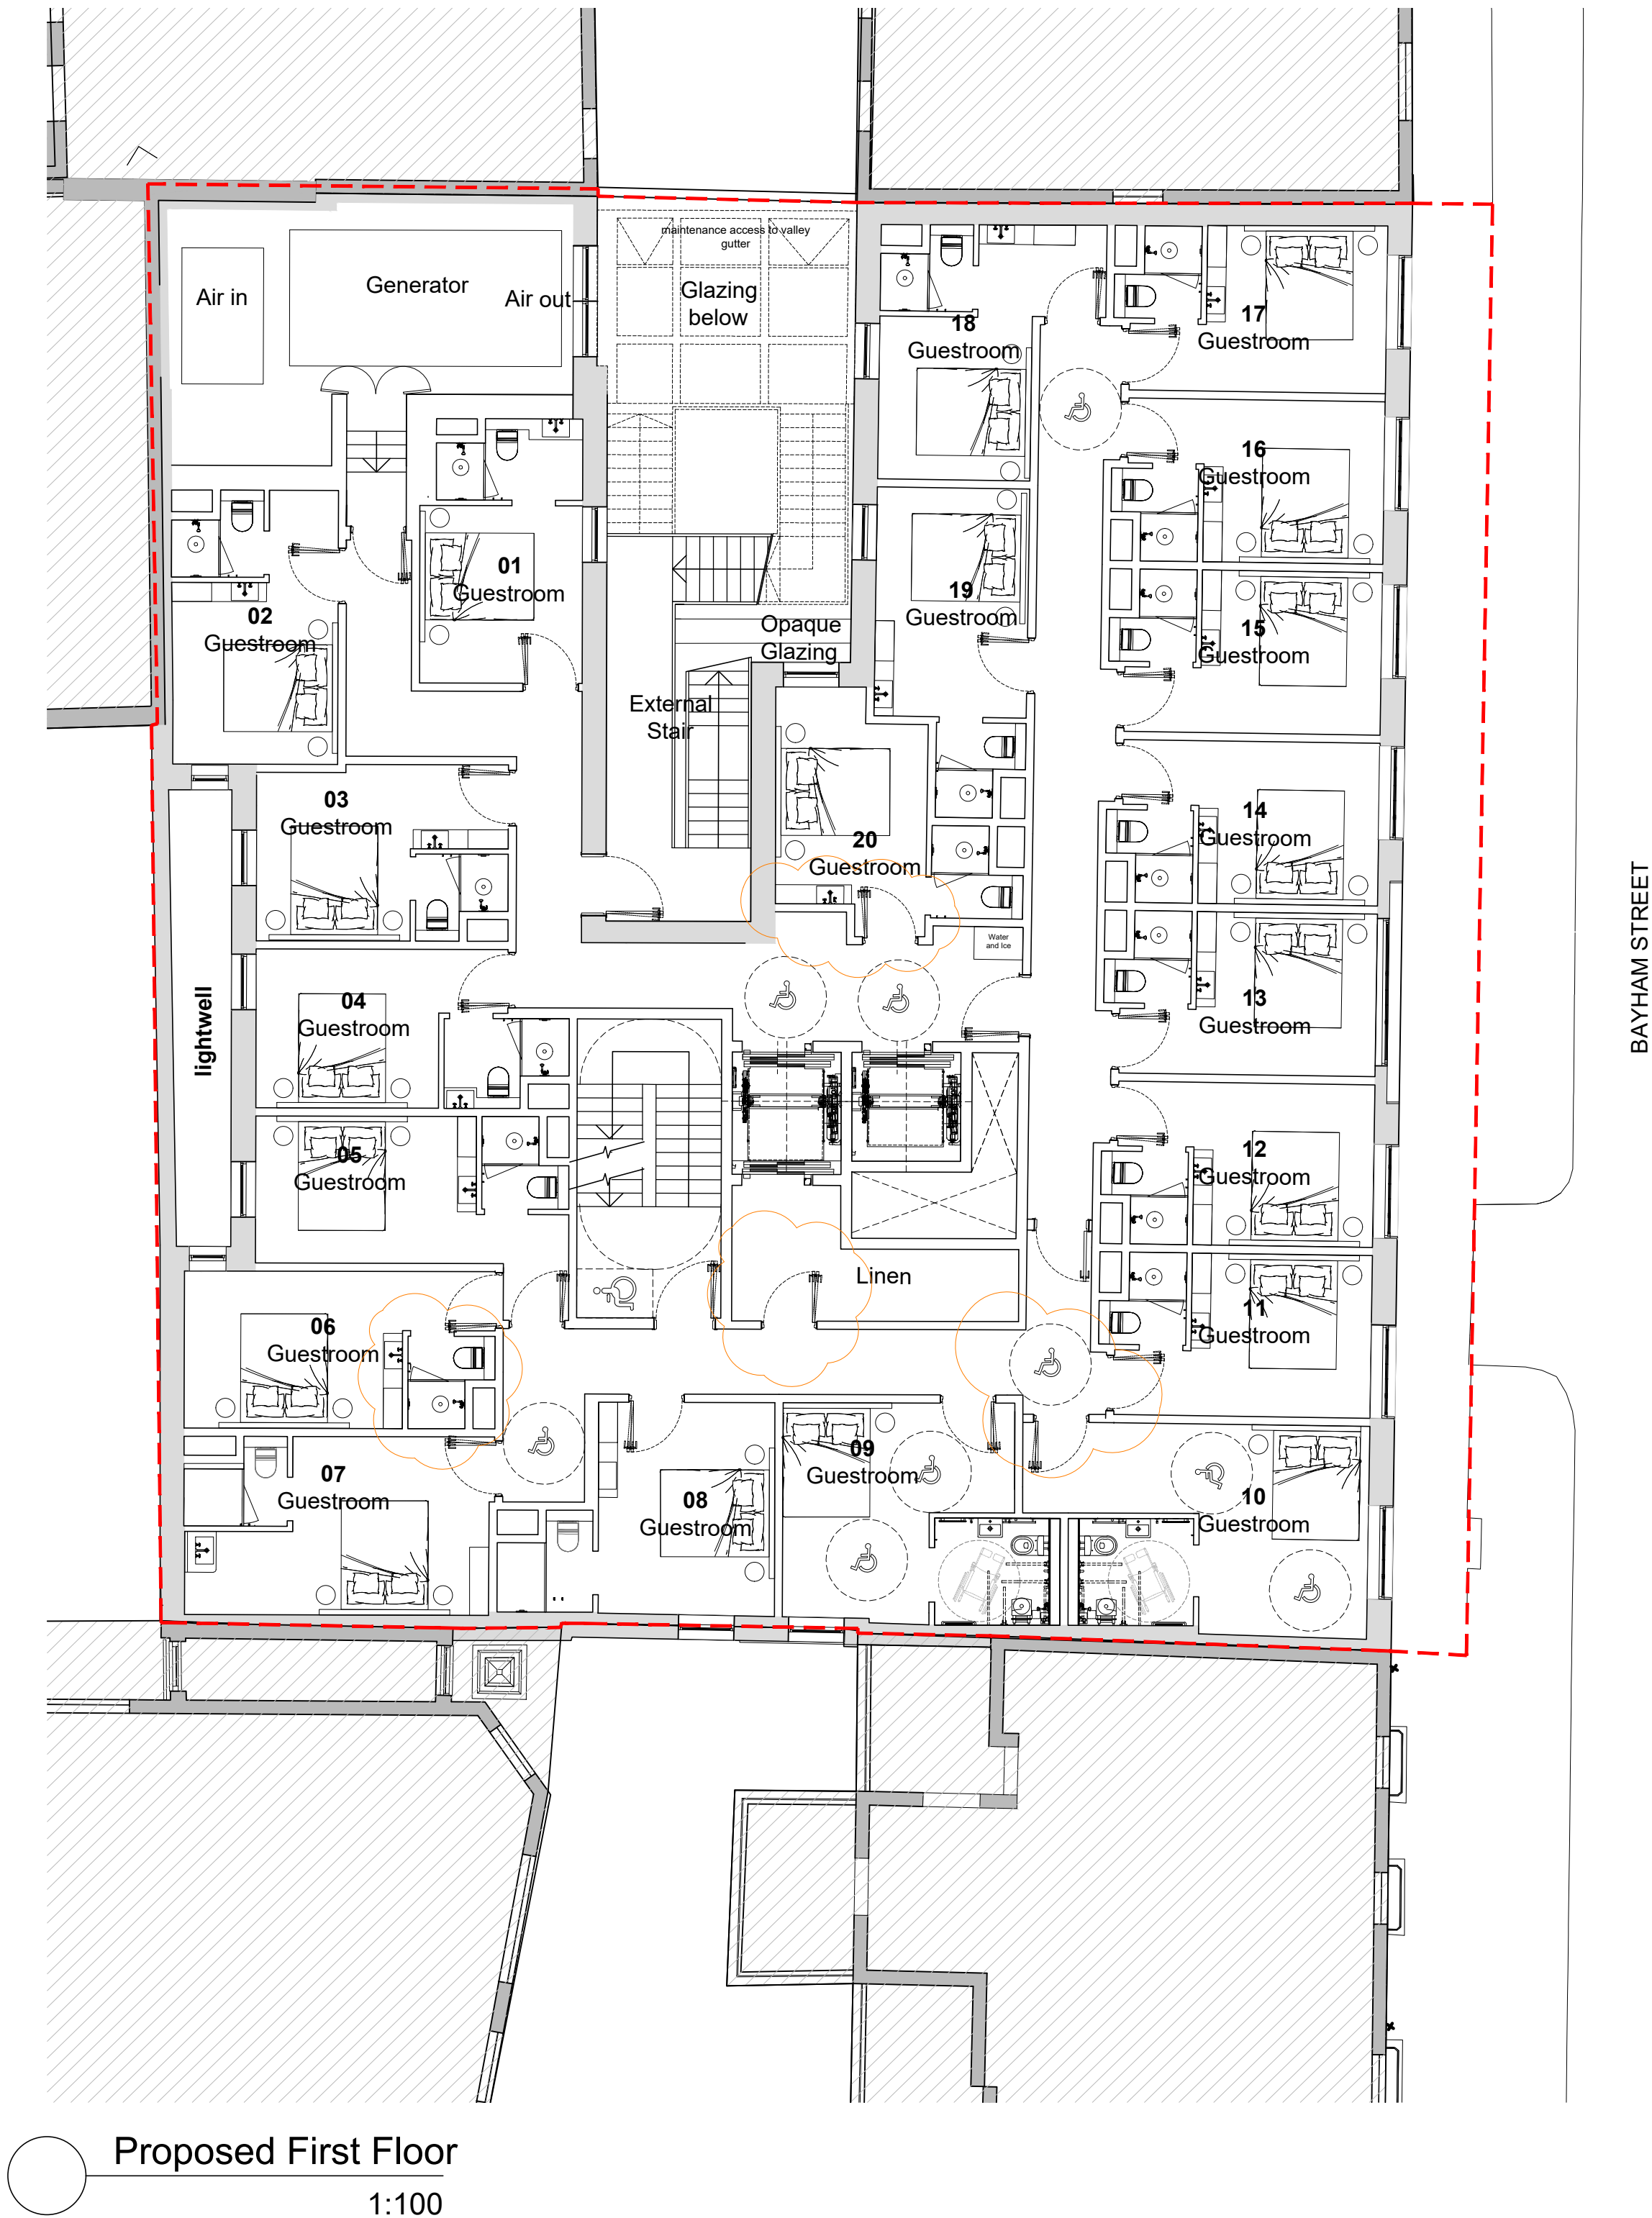 maintenance access to valley
gutter
Air in
Generator
Air out
Glazing
below
18
Guestroom
17
Guestroom
16
Guestroom
01
Guestroom
02
Guestroom
19
Guestroom
15
Guestroom
Opaque
Glazing
External
Stair
03
Guestroom
20
Guestroom
14
Guestroom
Water
and Ice
04
Guestroom
13
Guestroom
lightwell
BAYHAM STREET
05
Guestroom
12
Guestroom
Linen
11
Guestroom
06
Guestroom
07
Guestroom
08
Guestroom
09
Guestroom
10
Guestroom
Proposed First Floor
1:100